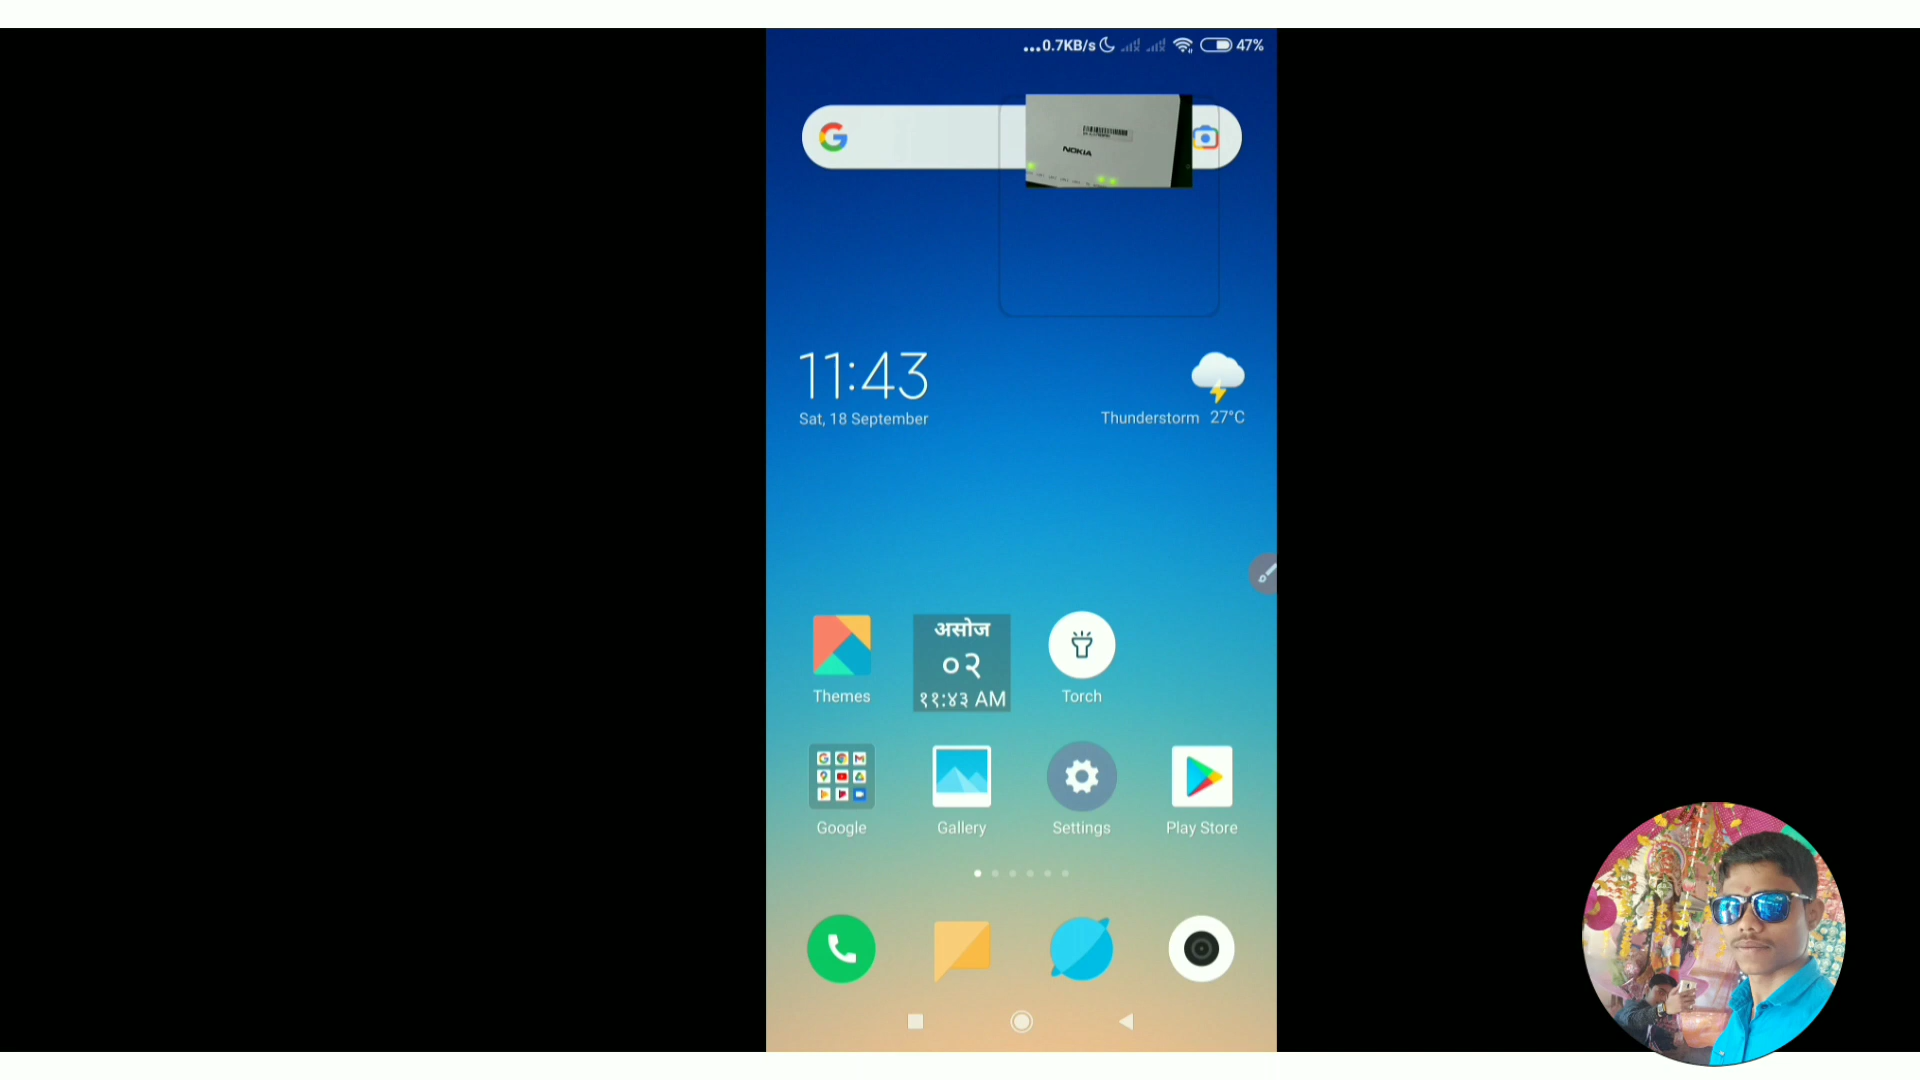 ...0.7KB/s 47%
NOKIA
11:43
Sat, 18 September
Thunderstorm 27°C
असोज
०२
११:४३ AM
Themes
Torch
Google
Gallery
Settings
Play Store